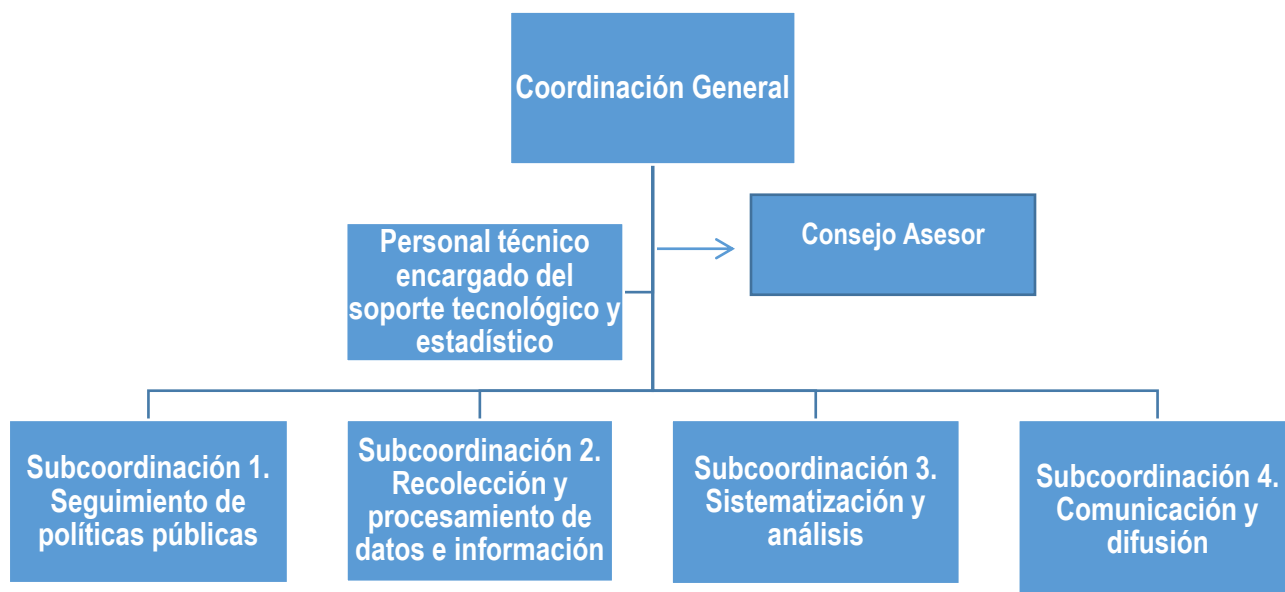 Coordinación General
Consejo Asesor
Personal técnico
encargado del
soporte tecnológico y
estadístico
Subcoordinación 1.
Seguimiento de
políticas públicas
Subcoordinación 2.
Recolección y
procesamiento de
datos e información
Subcoordinación 3.
Sistematización y
análisis
Subcoordinación 4.
Comunicación y
difusión